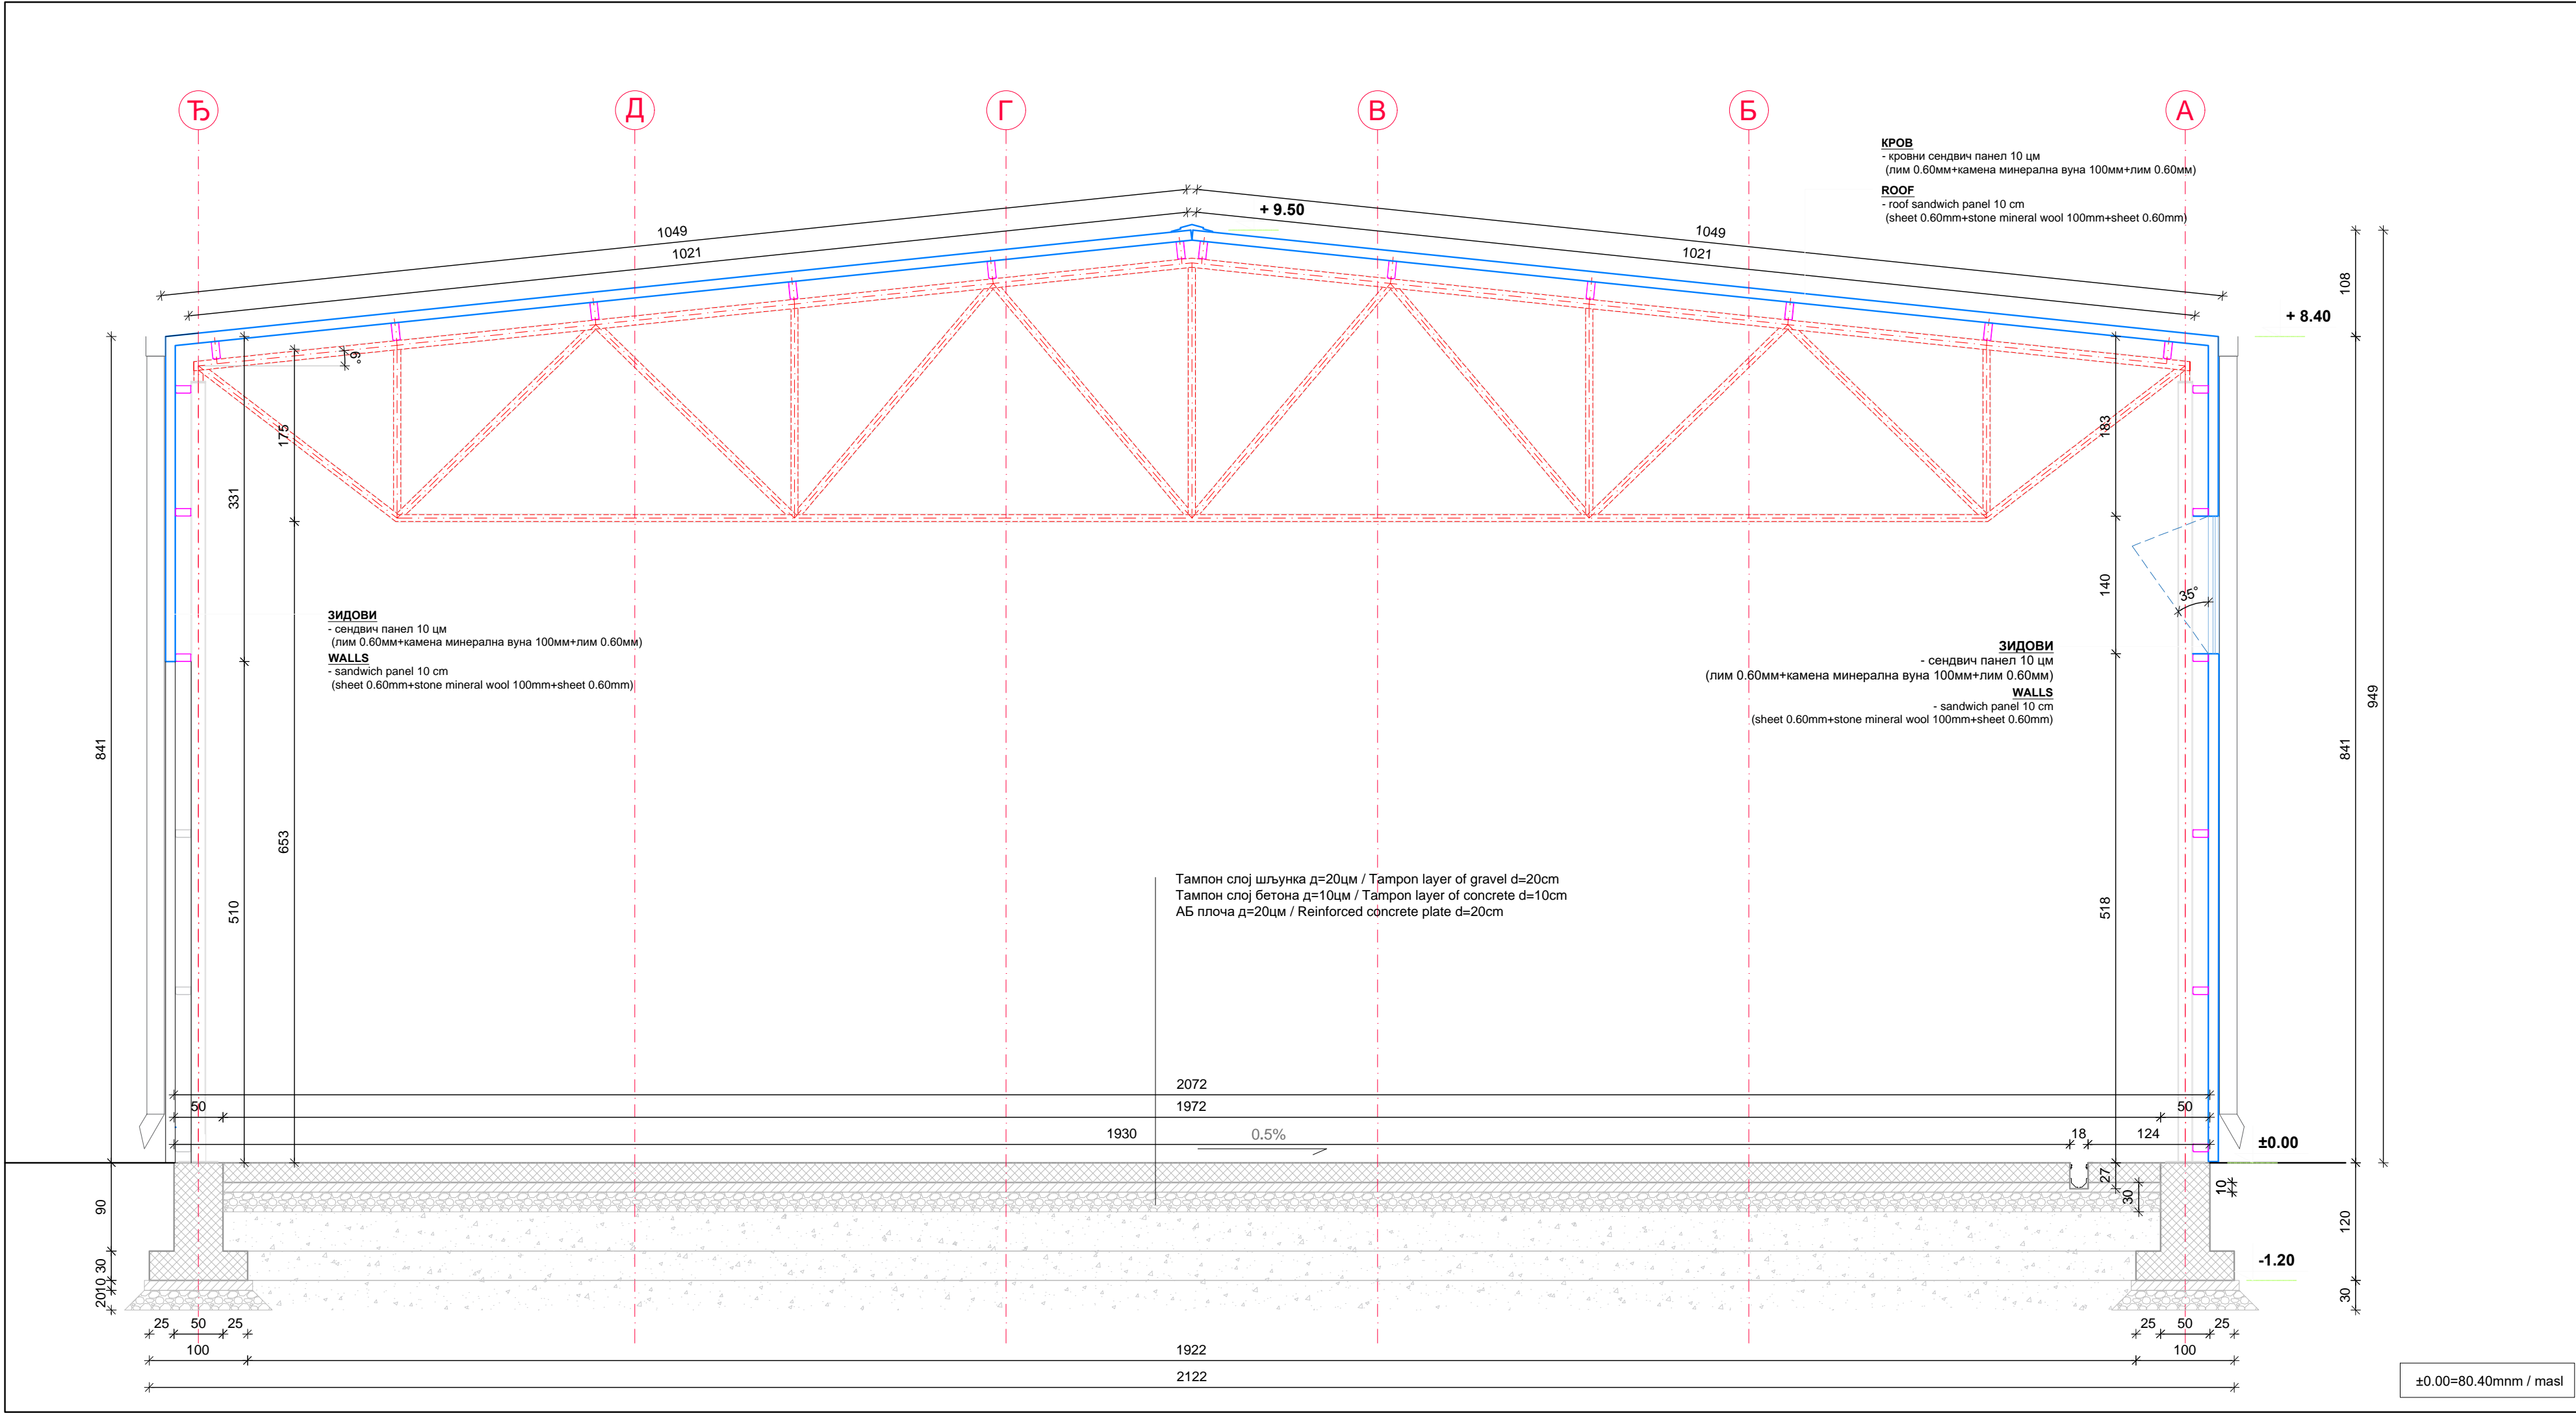 Ђ
Д
Г
В
Б
А
КРОВ
- кровни сендвич панел 10 цм
(лим 0.60мм+камена минерална вуна 100мм+лим 0.60мм)
ROOF
- roof sandwich panel 10 cm
(sheet 0.60mm+stone mineral wool 100mm+sheet 0.60mm)
+ 9.50
1049
1021
1049
1021
108
+ 8.40
6°
175
331
183
ЗИДОВИ
- сендвич панел 10 цм
(лим 0.60мм+камена минерална вуна 100мм+лим 0.60мм)
WALLS
- sandwich panel 10 cm
(sheet 0.60mm+stone mineral wool 100mm+sheet 0.60mm)
140
35°
ЗИДОВИ
- сендвич панел 10 цм
(лим 0.60мм+камена минерална вуна 100мм+лим 0.60мм)
WALLS
- sandwich panel 10 cm
(sheet 0.60mm+stone mineral wool 100mm+sheet 0.60mm)
841
949
841
653
510
518
Тампон слој шљунка д=20цм / Tampon layer of gravel d=20cm
Тампон слој бетона д=10цм / Tampon layer of concrete d=10cm
АБ плоча д=20цм / Reinforced concrete plate d=20cm
2072
50
1972
50
1930
0.5%
18
124
±0.00
27
30
10
90
30
10
20
120
-1.20
30
25
50
25
25
50
25
100
1922
100
2122
±0.00=80.40mnm / masl